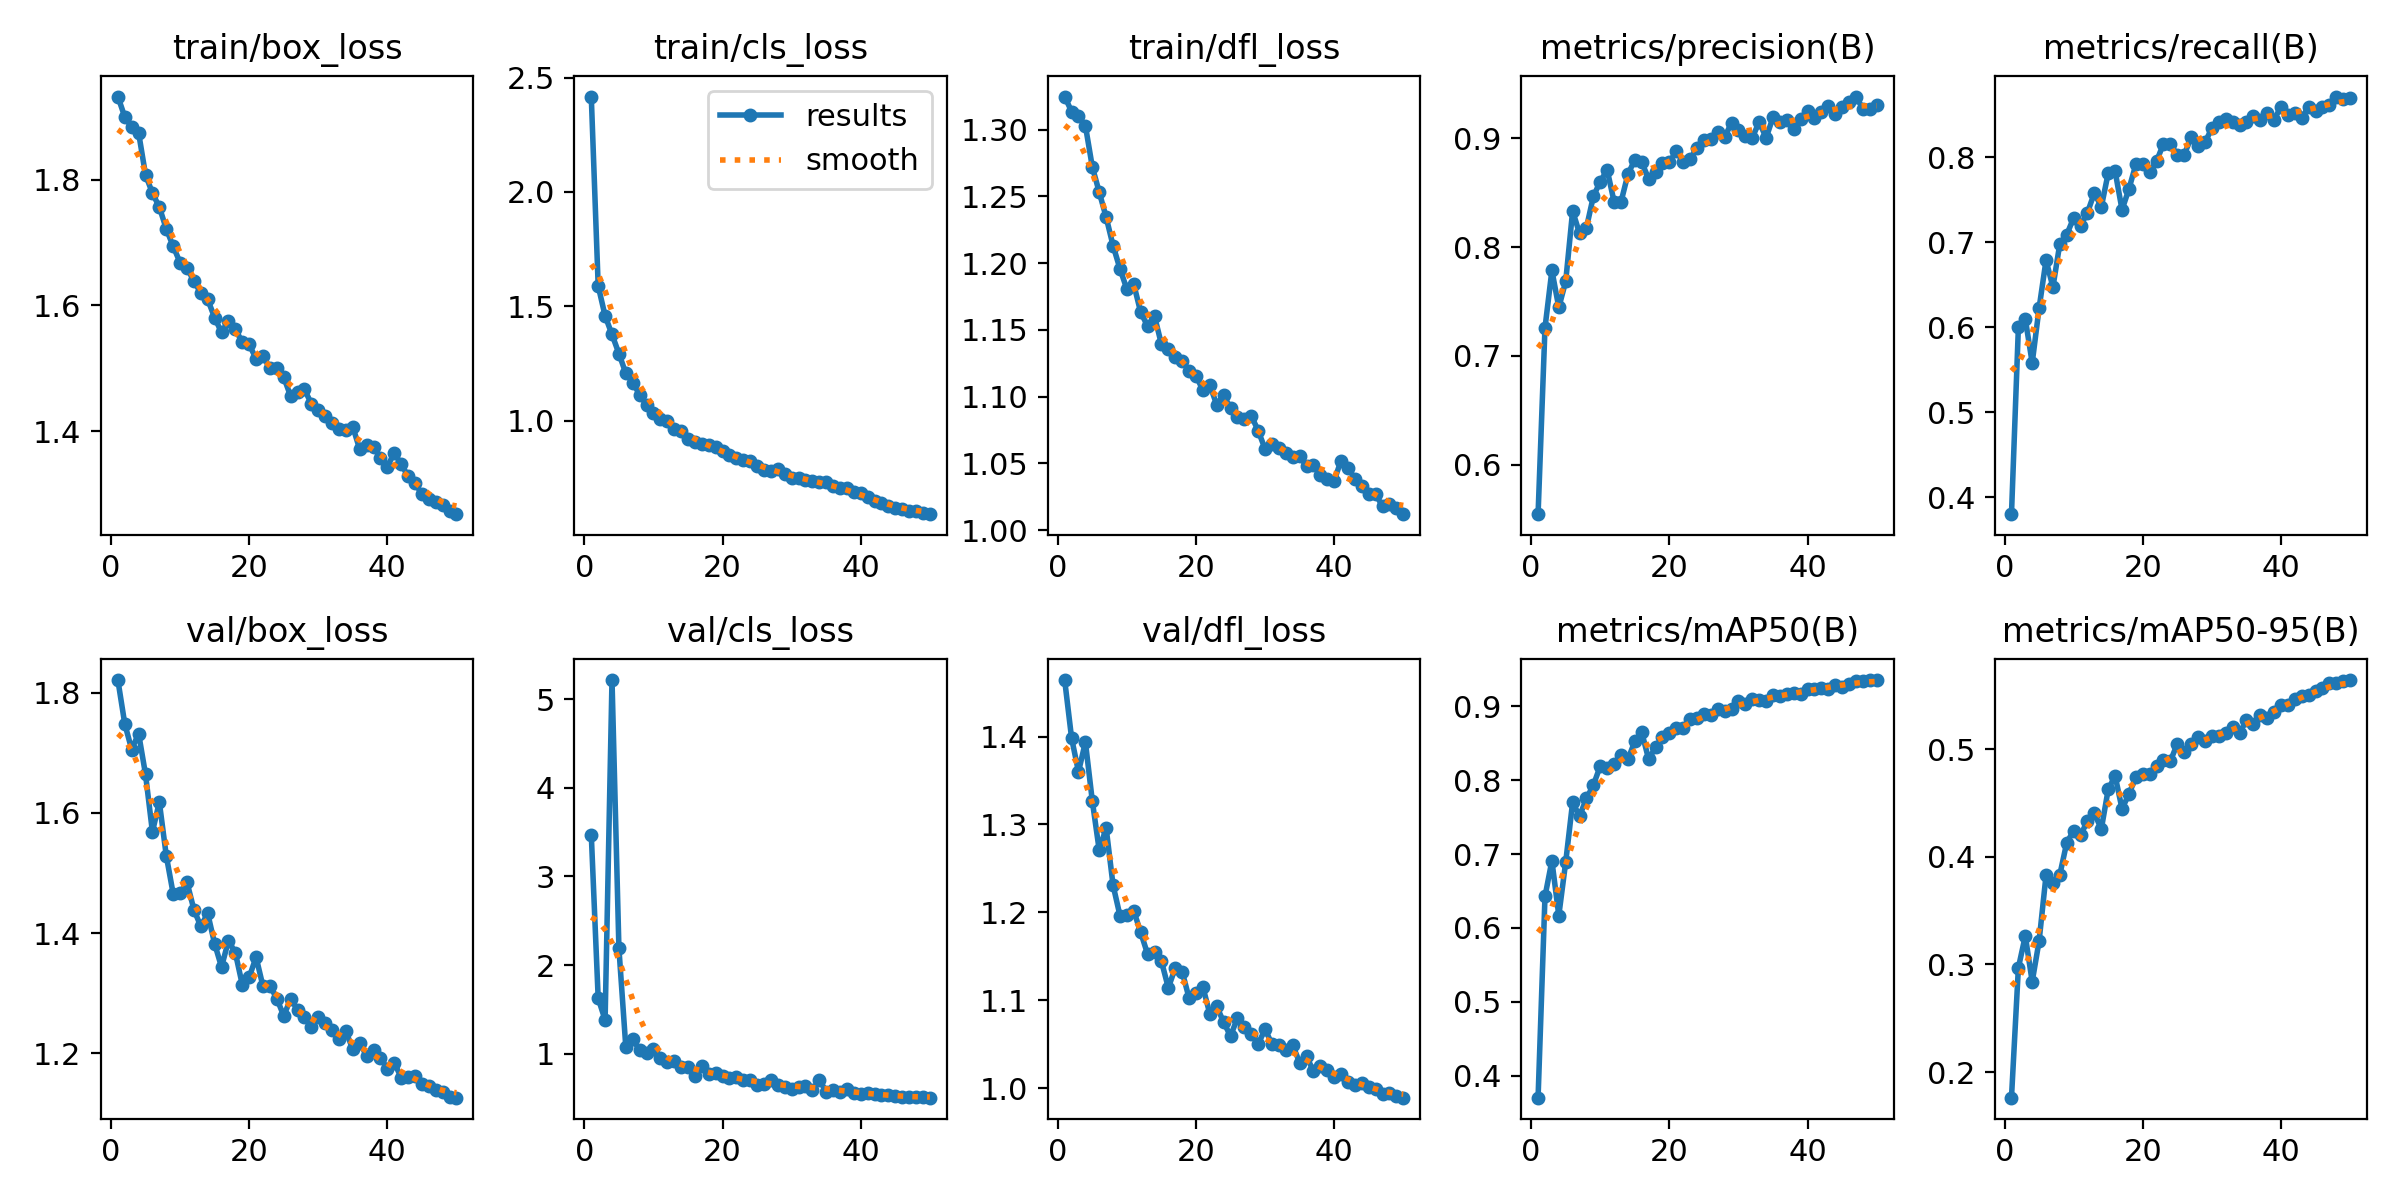 train/box_loss
1.8
1.6
1.4
0 20 40
train/cls_loss
2.5
2.0
1.5
1.0
0 20 40
results
smooth
train/dfl_loss
1.30
1.25
1.20
1.15
1.10
1.05
1.00
0 20 40
metrics/precision(B)
0.9
0.8
0.7
0.6
0 20 40
metrics/recall(B)
0.8
0.7
0.6
0.5
0.4
0 20 40
val/box_loss
1.8
1.6
1.4
1.2
0 20 40
val/cls_loss
5
4
3
2
1
0 20 40
val/dfl_loss
1.4
1.3
1.2
1.1
1.0
0 20 40
metrics/mAP50(B)
0.9
0.8
0.7
0.6
0.5
0.4
0 20 40
metrics/mAP50-95(B)
0.5
0.4
0.3
0.2
0 20 40